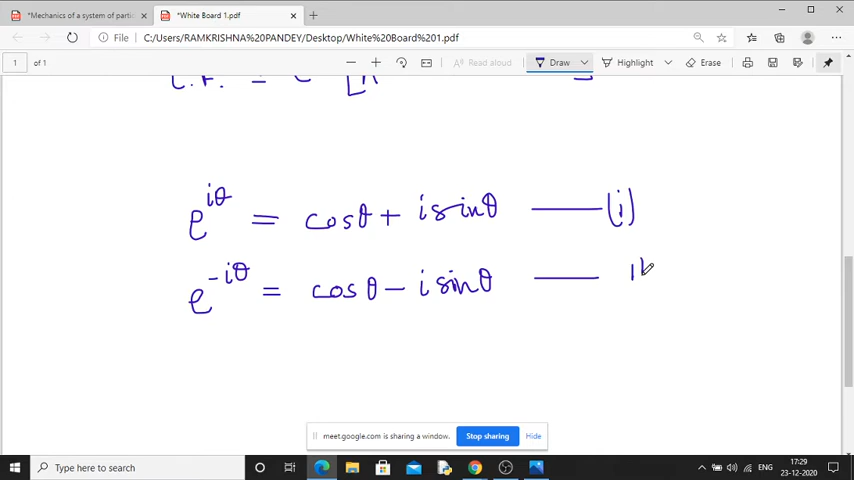 *Mechanics of a system of partic
*White Board 1.pdf
File C:/Users/RAMKRISHNA%20PANDEY/Desktop/White%20Board%201.pdf
1 of 1 Read aloud Draw Highlight Erase
e^{iθ} = cosθ + i sinθ —— (i)
e^{-iθ} = cosθ - i sinθ ——
meet.google.com is sharing a window. Stop sharing Hide
Type here to search
ENG
17:29
23-12-2020